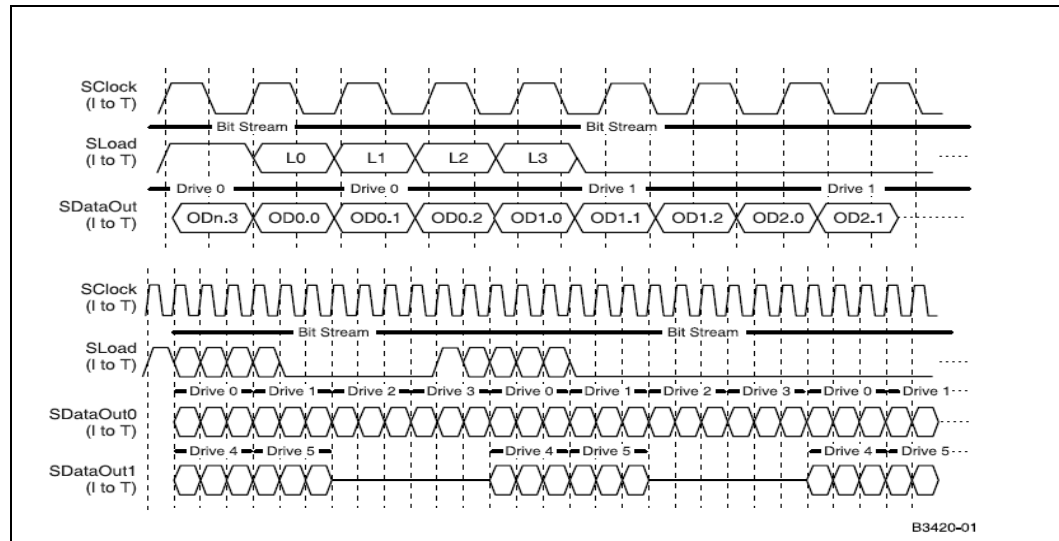 SClock
(I to T)
Bit Stream Bit Stream
SLoad
(I to T)
L0 L1 L2 L3
Drive 0 Drive 0 Drive 1 Drive 1
SDataOut
(I to T)
ODn.3 OD0.0 OD0.1 OD0.2 OD1.0 OD1.1 OD1.2 OD2.0 OD2.1
SClock
(I to T)
Bit Stream Bit Stream
SLoad
(I to T)
Drive 0 Drive 1 Drive 2 Drive 3 Drive 0 Drive 1 Drive 2 Drive 3 Drive 0 Drive 1
SDataOut0
(I to T)
Drive 4 Drive 5 Drive 4 Drive 5 Drive 4 Drive 5
SDataOut1
(I to T)
B3420-01